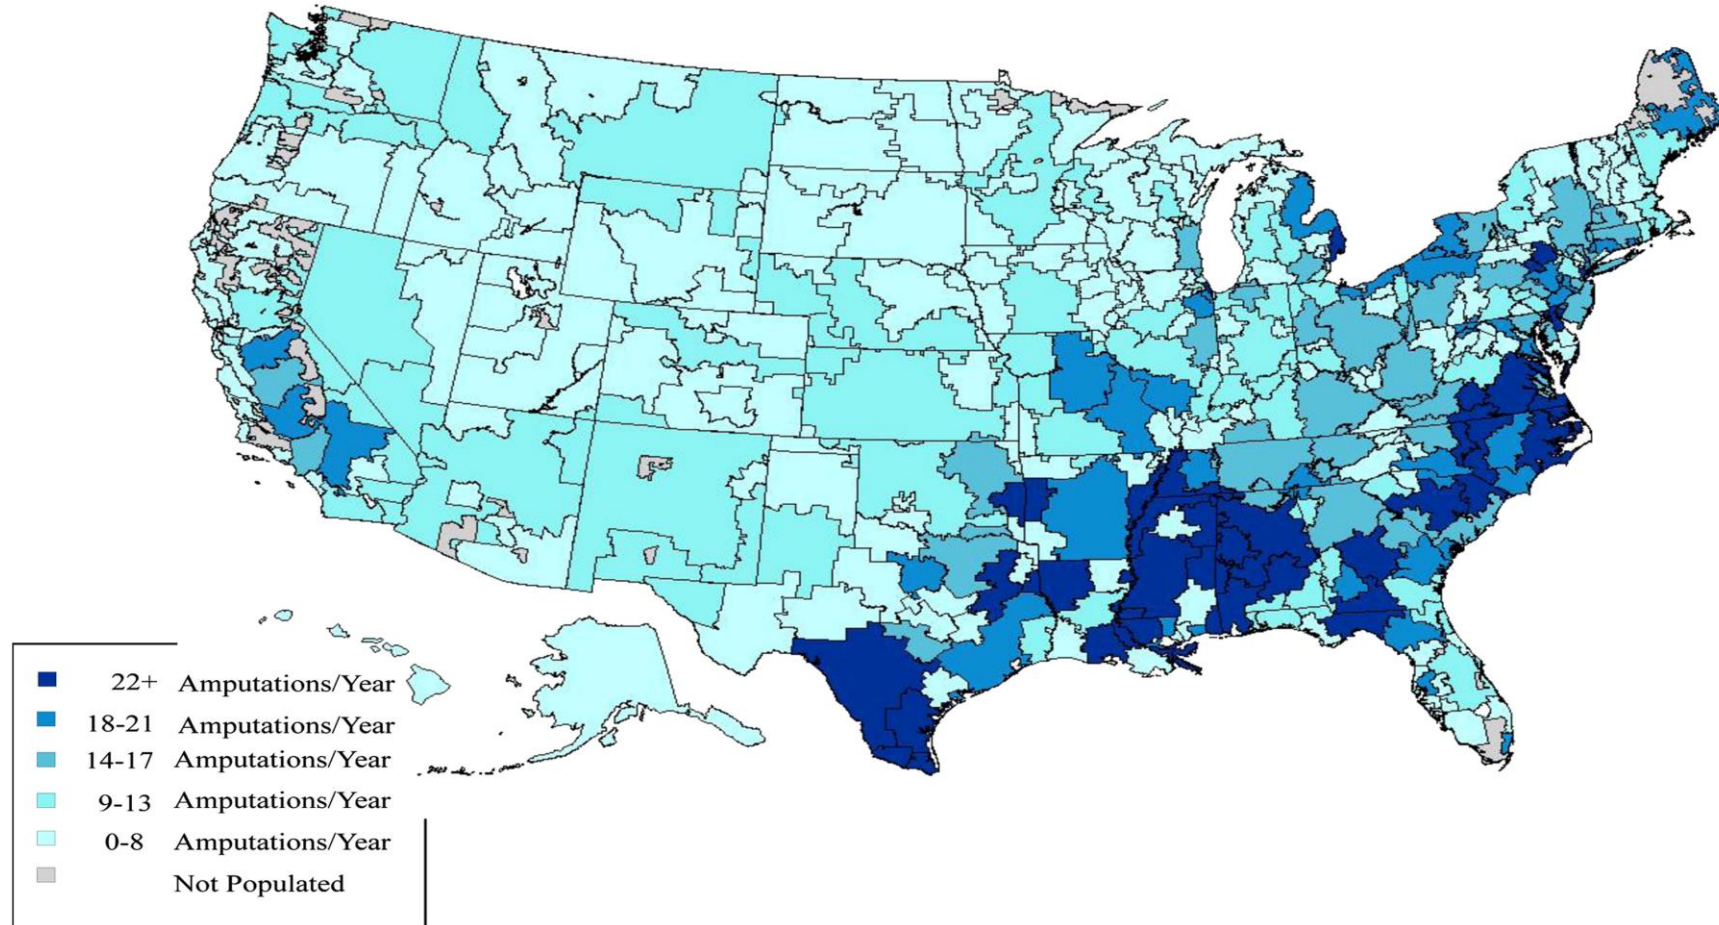 22+ Amputations/Year
18-21 Amputations/Year
14-17 Amputations/Year
9-13 Amputations/Year
0-8 Amputations/Year
Not Populated